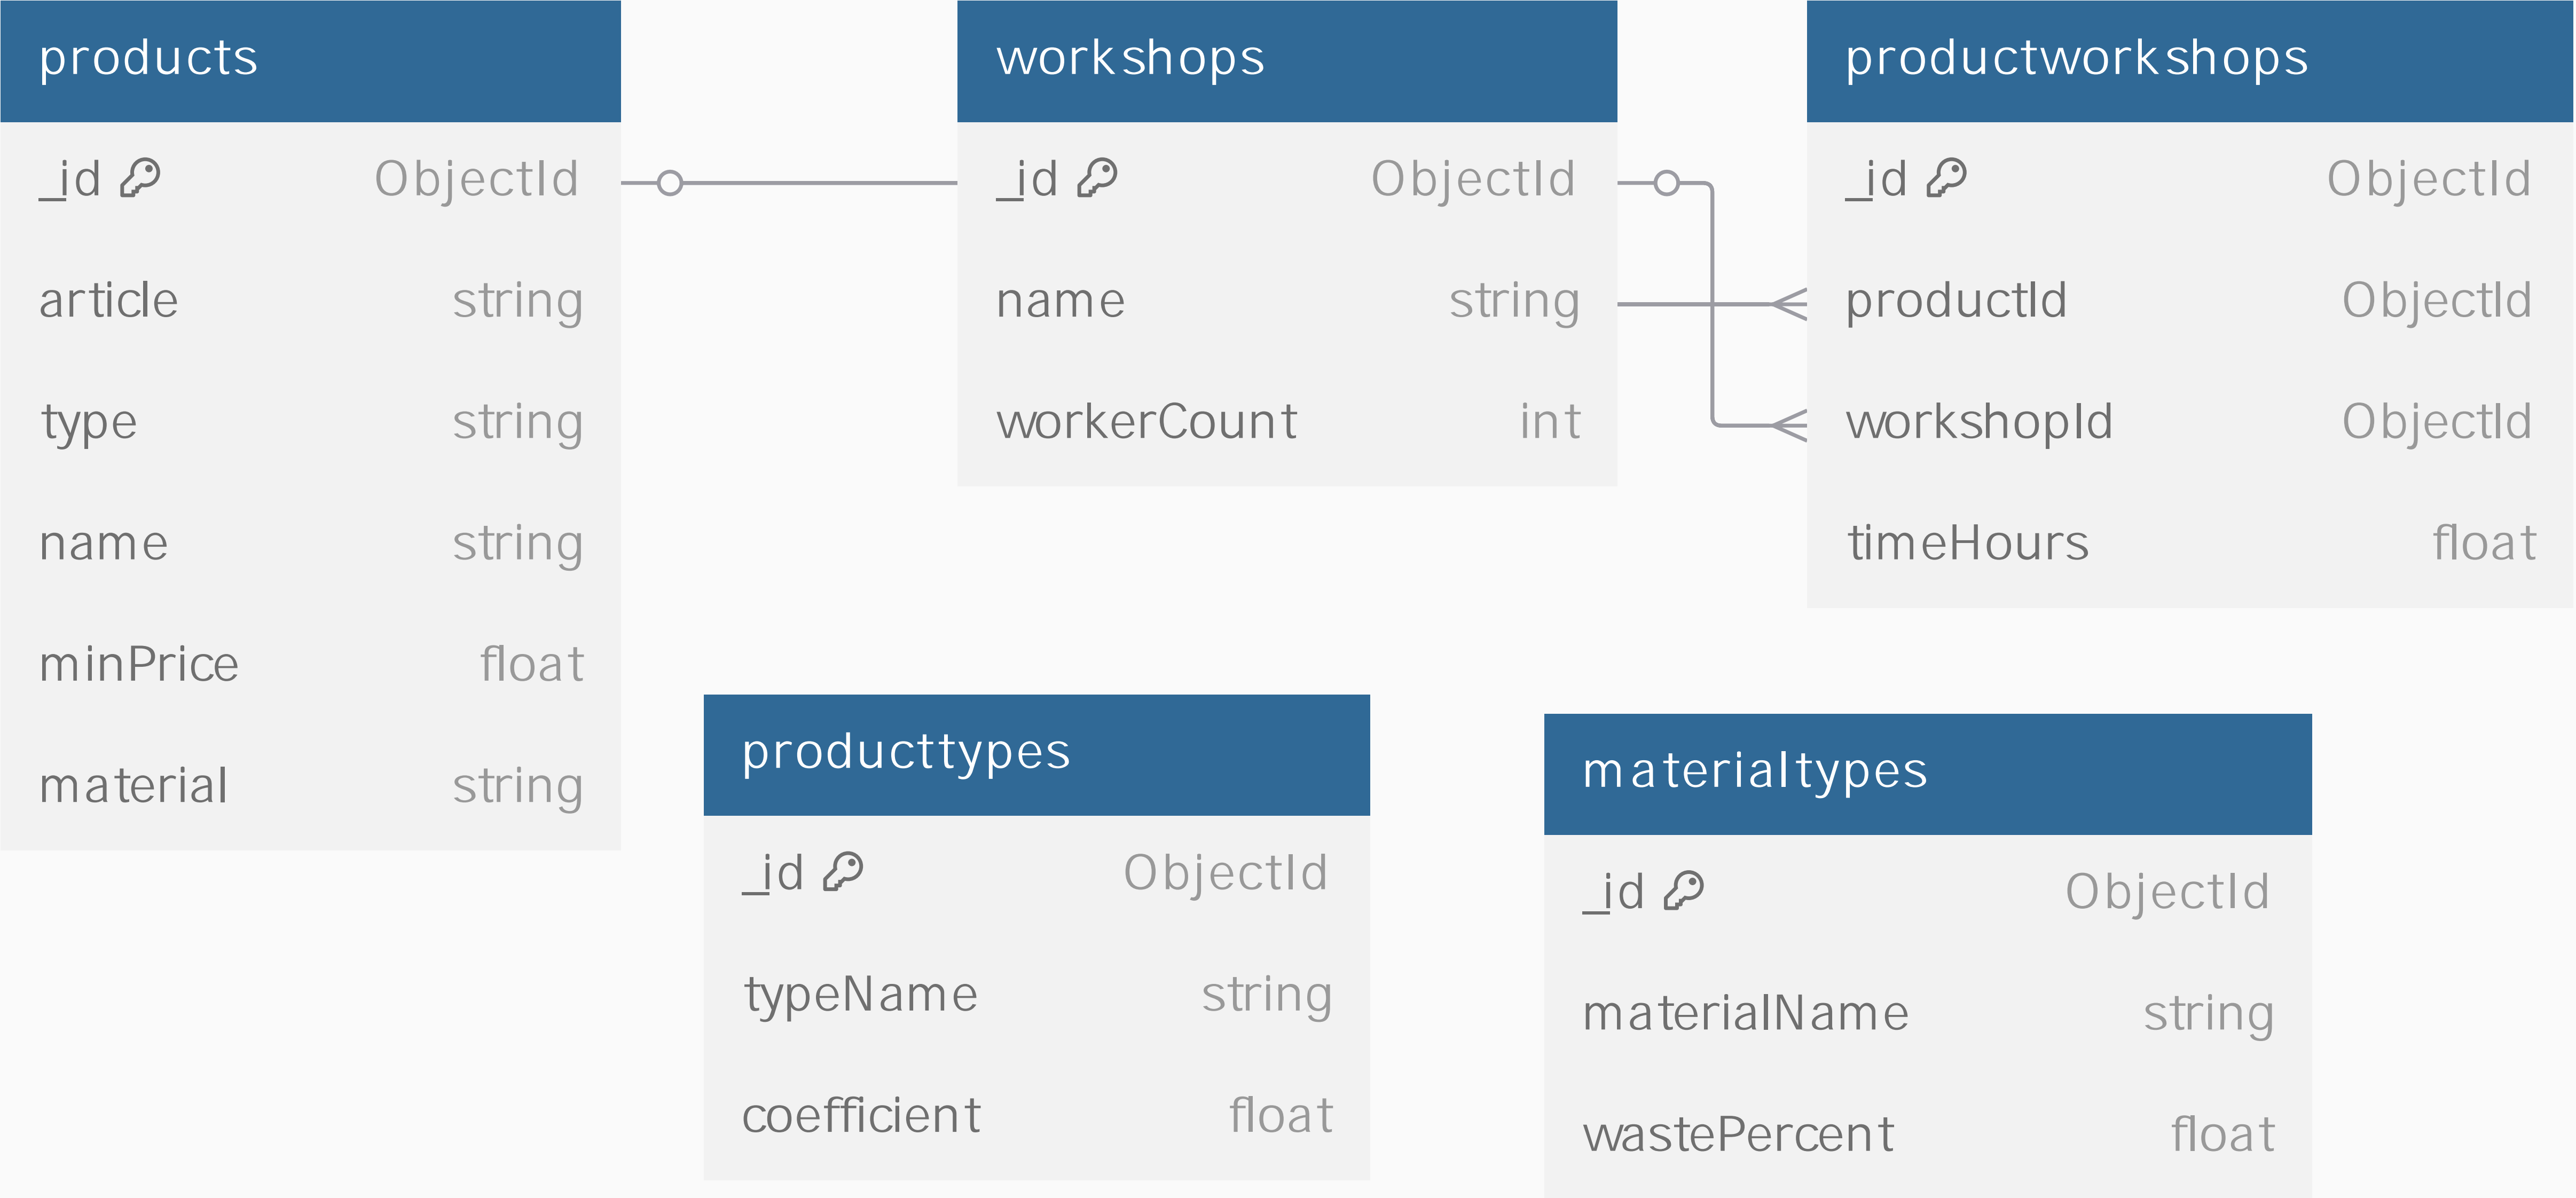 products
_id ObjectId
article string
type string
name string
minPrice float
material string
workshops
_id ObjectId
name string
workerCount int
productworkshops
_id ObjectId
productId ObjectId
workshopId ObjectId
timeHours float
producttypes
_id ObjectId
typeName string
coefficient float
materialtypes
_id ObjectId
materialName string
wastePercent float